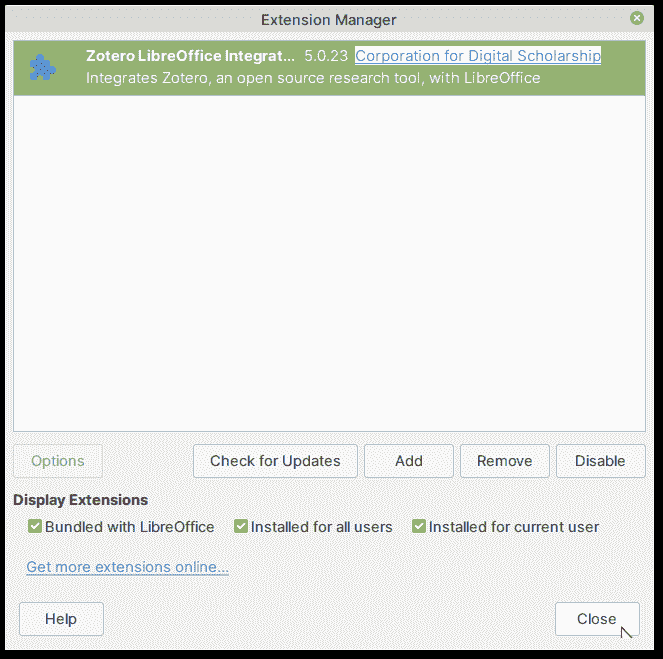 Extension Manager
Zotero LibreOffice Integrat... 5.0.23 Corporation for Digital Scholarship
Integrates Zotero, an open source research tool, with LibreOffice
Options Check for Updates Add Remove Disable
Display Extensions
Bundled with LibreOffice Installed for all users Installed for current user
Get more extensions online...
Help Close